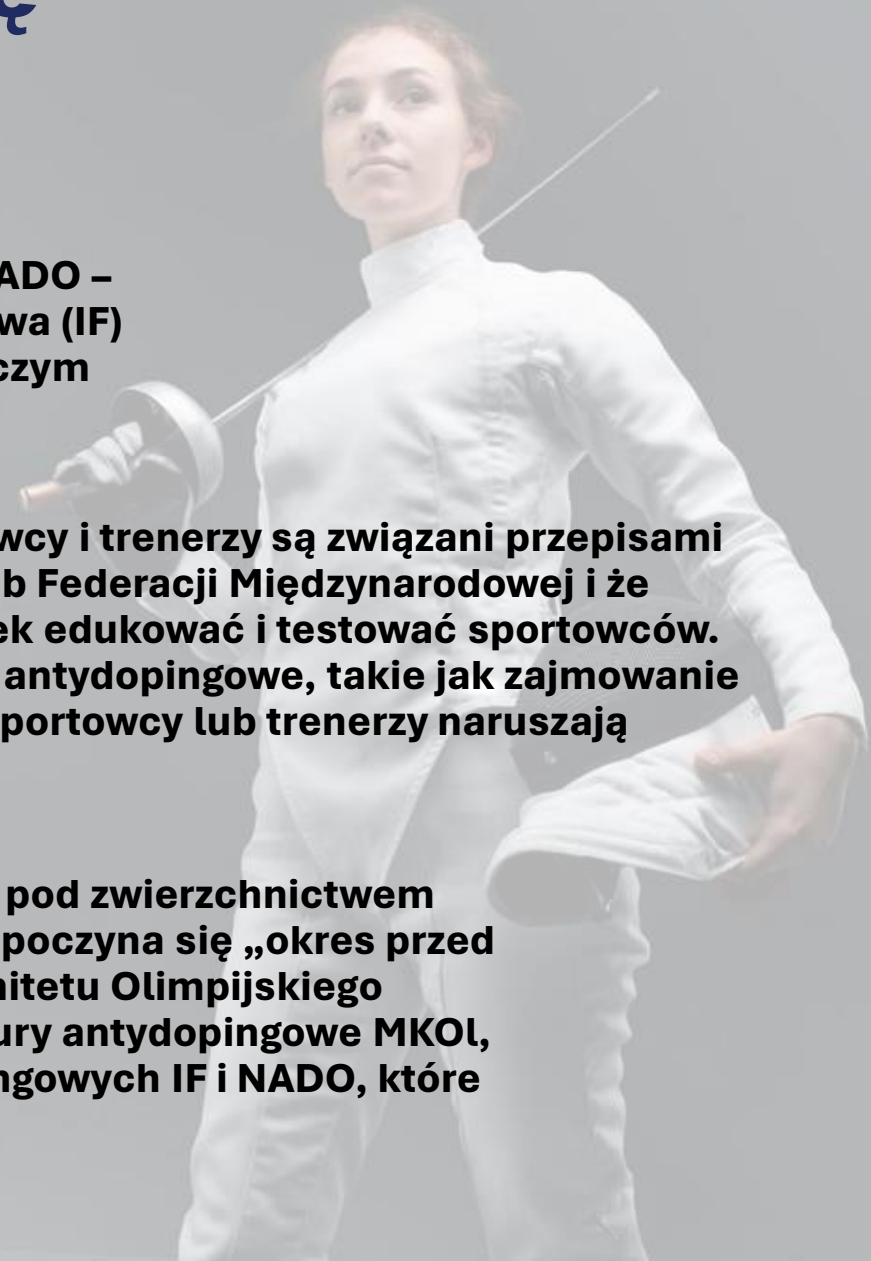 ę
ADO –
wa (IF)
czym
wcy i trenerzy są związani przepisami
b Federacji Międzynarodowej i że
ek edukować i testować sportowców.
antydopingowe, takie jak zajmowanie
sportowcy lub trenerzy naruszają
pod zwierzchnictwem
poczyna się „okres przed
nitetu Olimpijskiego
ury antydopingowe MKOl,
ngowych IF i NADO, które